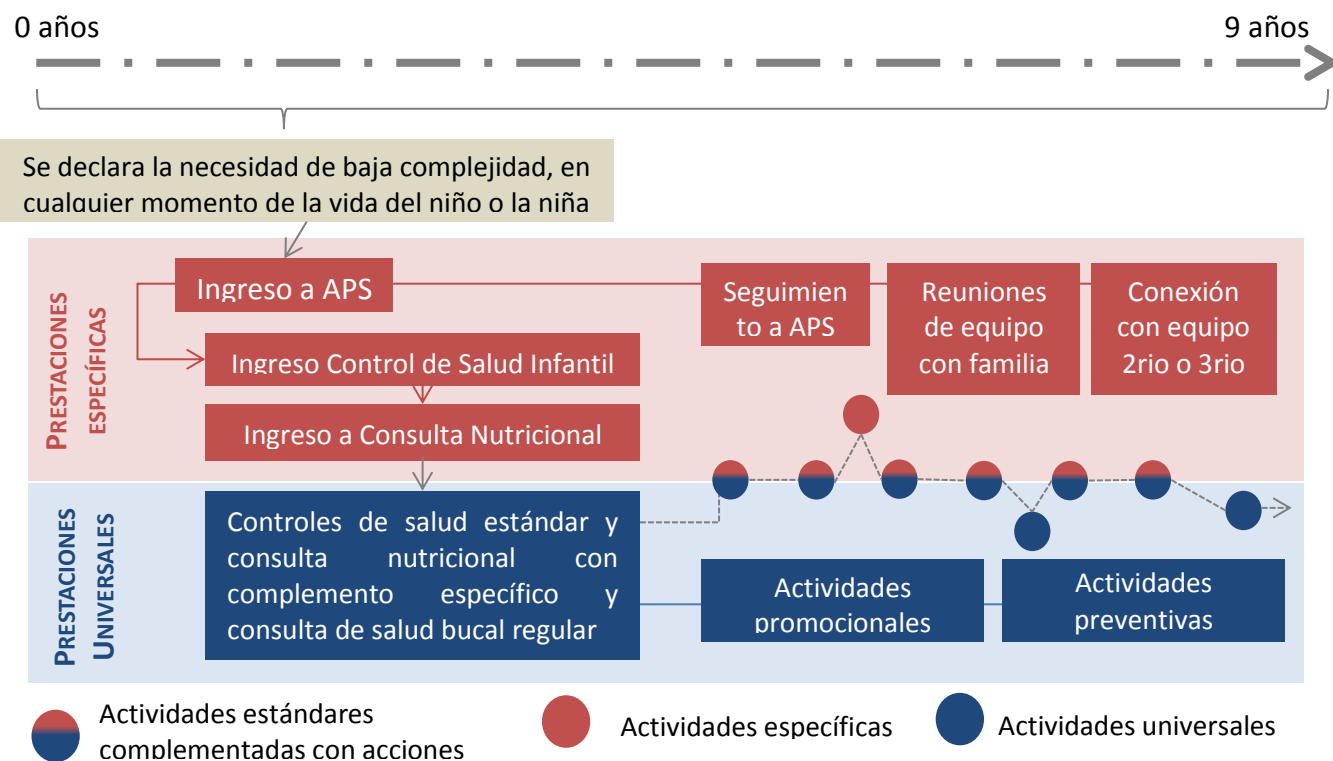 0 años
9 años
Se declara la necesidad de baja complejidad, en
cualquier momento de la vida del niño o la niña
PRESTACIONES
ESPECÍFICAS
Ingreso a APS
Ingreso Control de Salud Infantil
Ingreso a Consulta Nutricional
Seguimien
to a APS
Reuniones
de equipo
con familia
Conexión
con equipo
2rio o 3rio
PRESTACIONES
UNIVERSALES
Controles de salud estándar y
consulta nutricional con
complemento específico y
consulta de salud bucal regular
Actividades
promocionales
Actividades
preventivas
Actividades estándares
complementadas con acciones
Actividades específicas
Actividades universales